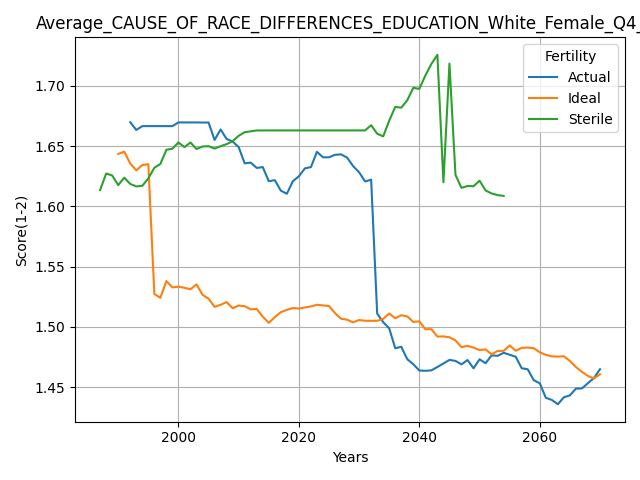 Average_CAUSE_OF_RACE_DIFFERENCES_EDUCATION_White_Female_Q4_
Fertility
Actual
Ideal
Sterile
Score(1-2)
1.70
1.65
1.60
1.55
1.50
1.45
2000
2020
2040
2060
Years